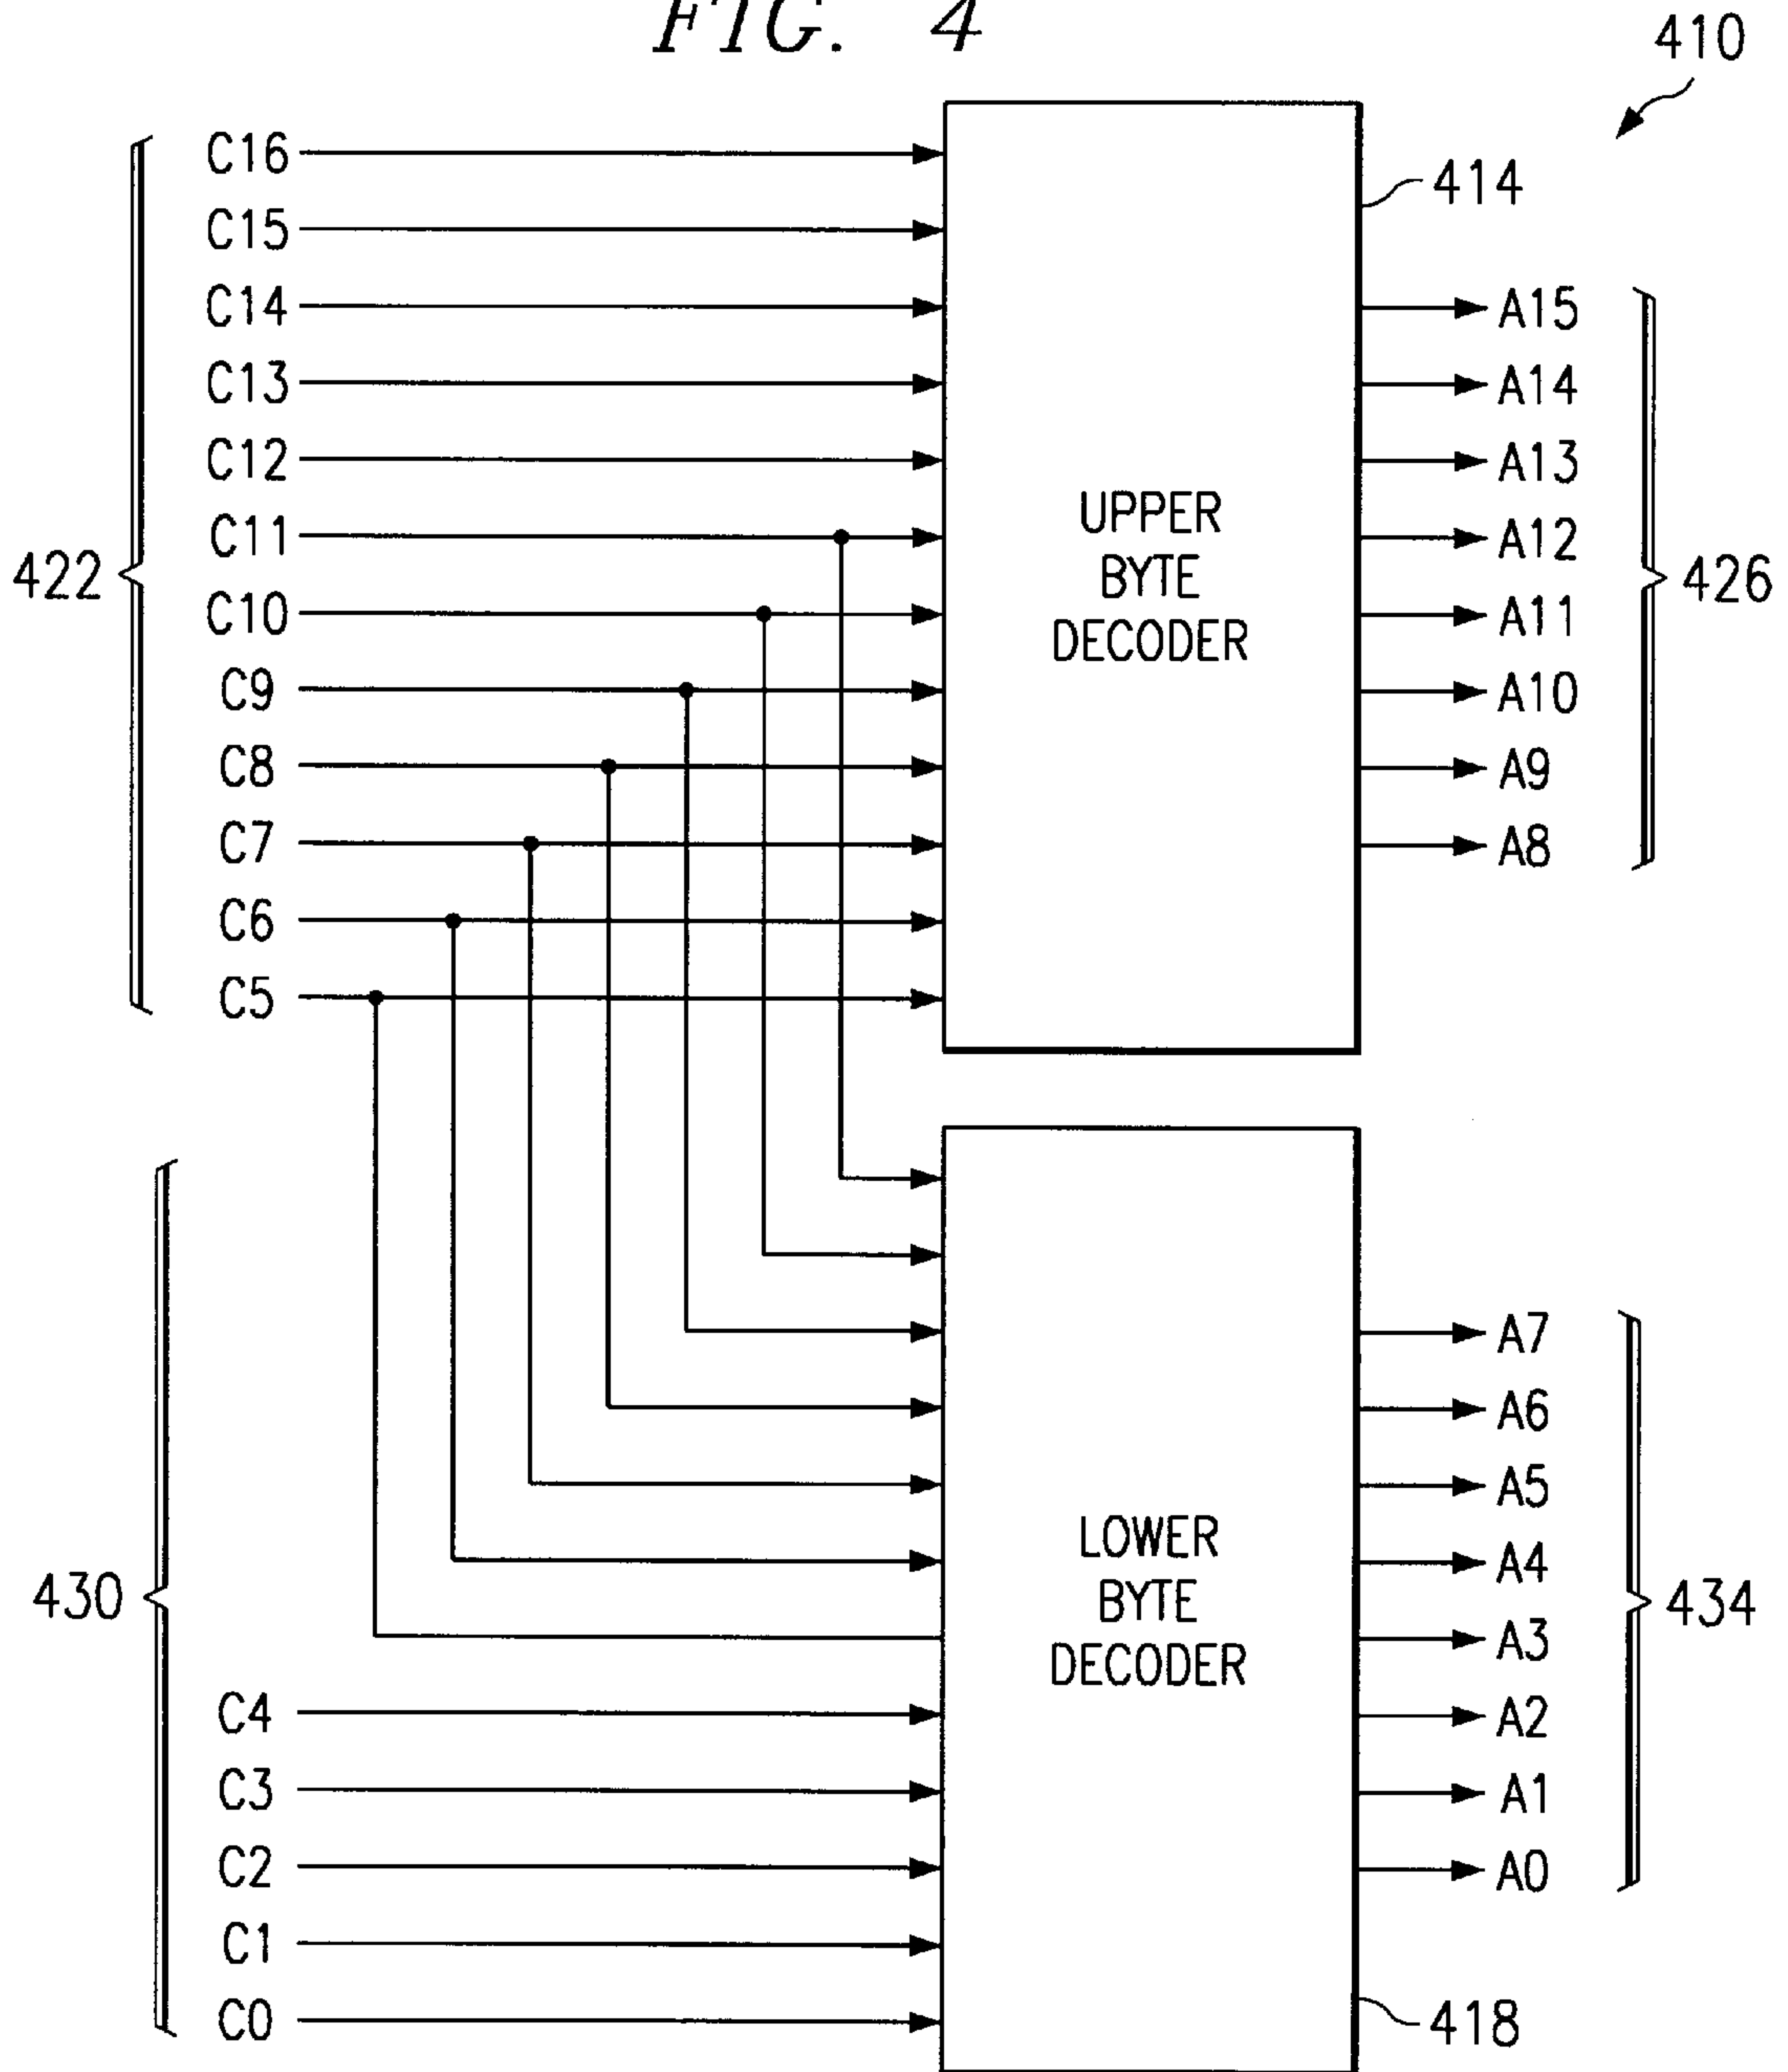 FIG. 4
410
C16
414
C15
C14
A15
C13
A14
C12
A13
UPPER
BYTE
DECODER
C11
A12
422
426
C10
A11
C9
A10
C8
A9
C7
A8
C6
C5
A7
A6
A5
LOWER
BYTE
DECODER
A4
430
434
A3
C4
A2
C3
A1
C2
A0
C1
C0
418